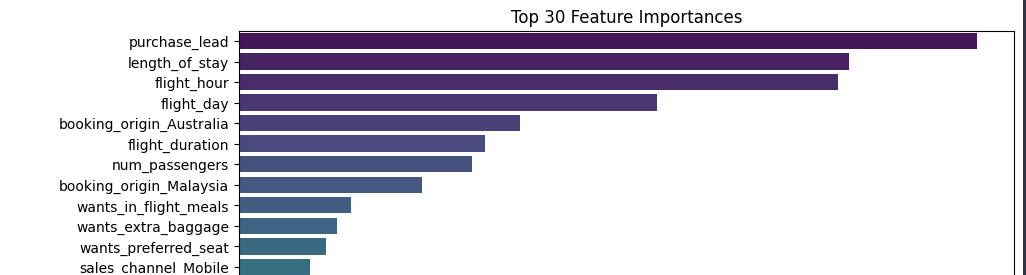 Top 30 Feature Importances
purchase_lead
length_of_stay
flight_hour
flight_day
booking_origin_Australia
flight_duration
num_passengers
booking_origin_Malaysia
wants_in_flight_meals
wants_extra_baggage
wants_preferred_seat
sales_channel_Mobile